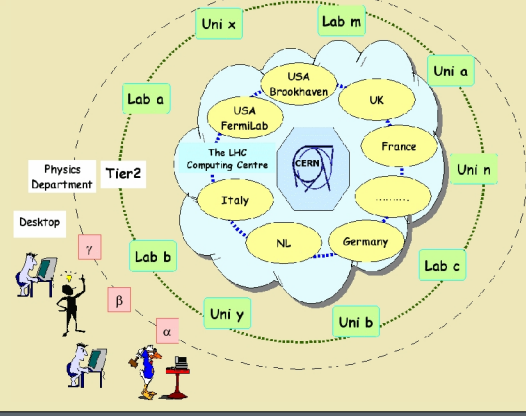 Uni x
Lab m
Uni a
Lab a
USA
Brookhaven
UK
USA
FermiLab
France
The LHC
Computing Centre
CERN
Physics
Department
Tier2
Uni n
Italy
..........
Desktop
γ
NL
Germany
Lab b
Lab c
β
Uni y
Uni b
α